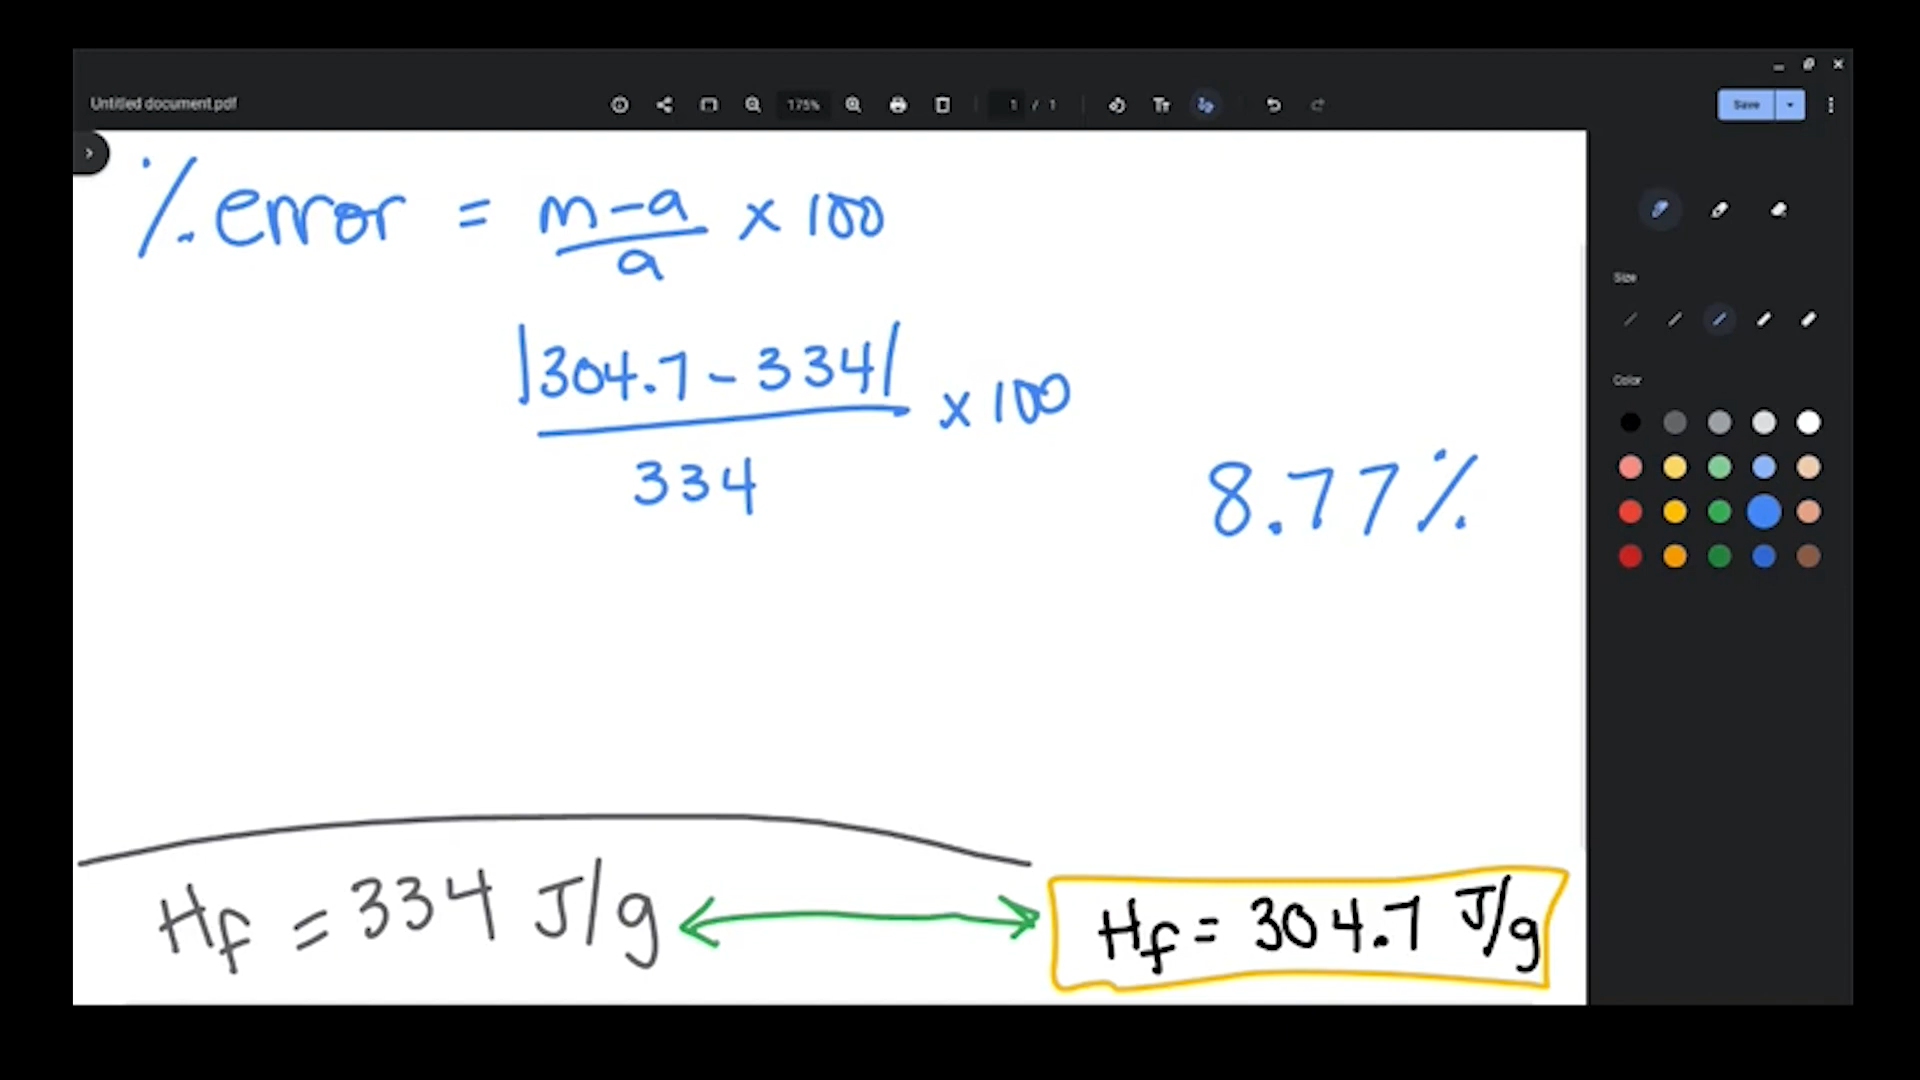 Untitled document.pdf
175%
1 / 1
Save
% error = m-a / a x 100
|304.7 - 334| / 334 x 100
8.77%
Size
Color
Hf = 334 J/g
Hf = 304.7 J/g